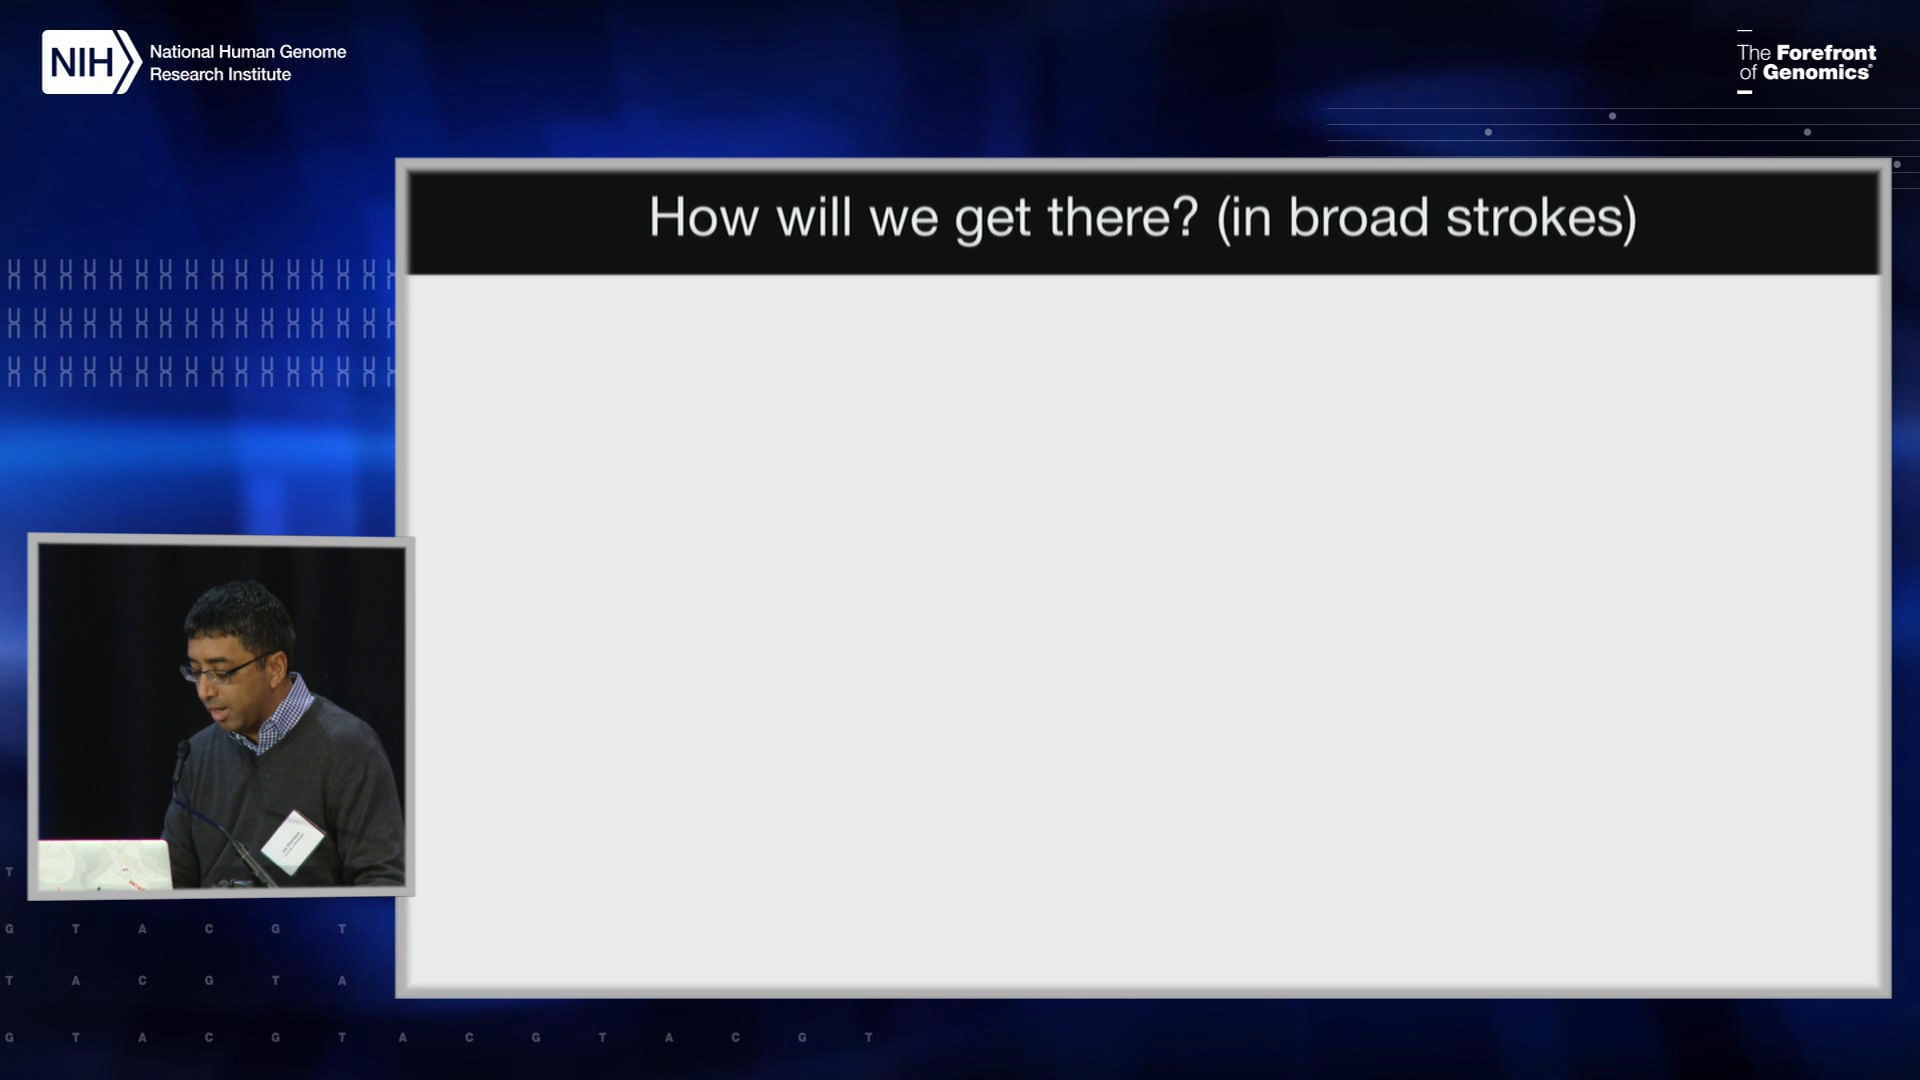 NIH
National Human Genome
Research Institute
The Forefront
of Genomics®
How will we get there? (in broad strokes)
T
G T A C G T
T A C G T A
G T A C G T A C G T A C G T